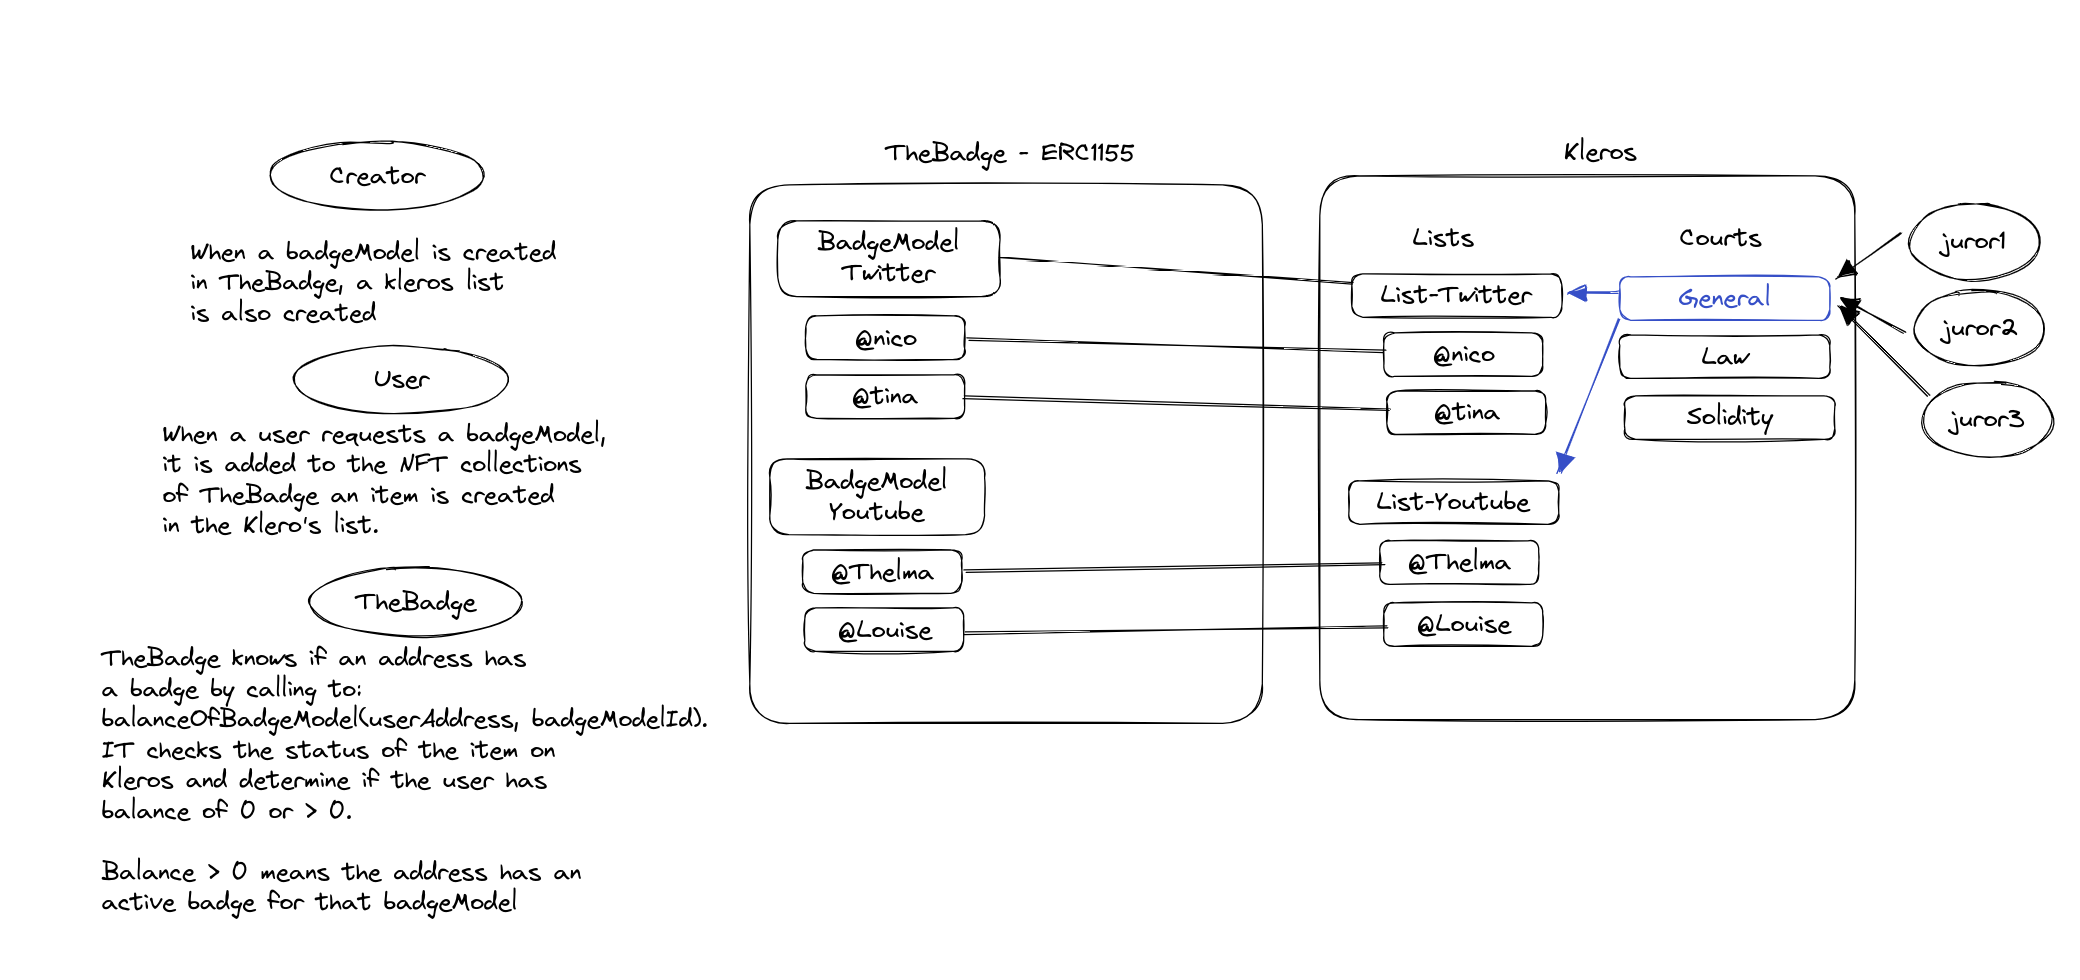 Creator
When a badgeModel is created
in TheBadge, a kleros list
is also created
User
When a user requests a badgeModel,
it is added to the NFT collections
of TheBadge an item is created
in the Klero's list.
TheBadge
TheBadge knows if an address has
a badge by calling to:
balanceOfBadgeModel(userAddress, badgeModelId).
IT checks the status of the item on
Kleros and determine if the user has
balance of 0 or > 0.
Balance > 0 means the address has an
active badge for that badgeModel
TheBadge - ERC1155
BadgeModel
Twitter
@nico
@tina
BadgeModel
Youtube
@Thelma
@Louise
Kleros
Lists
List-Twitter
@nico
@tina
List-Youtube
@Thelma
@Louise
Courts
General
Law
Solidity
juror1
juror2
juror3